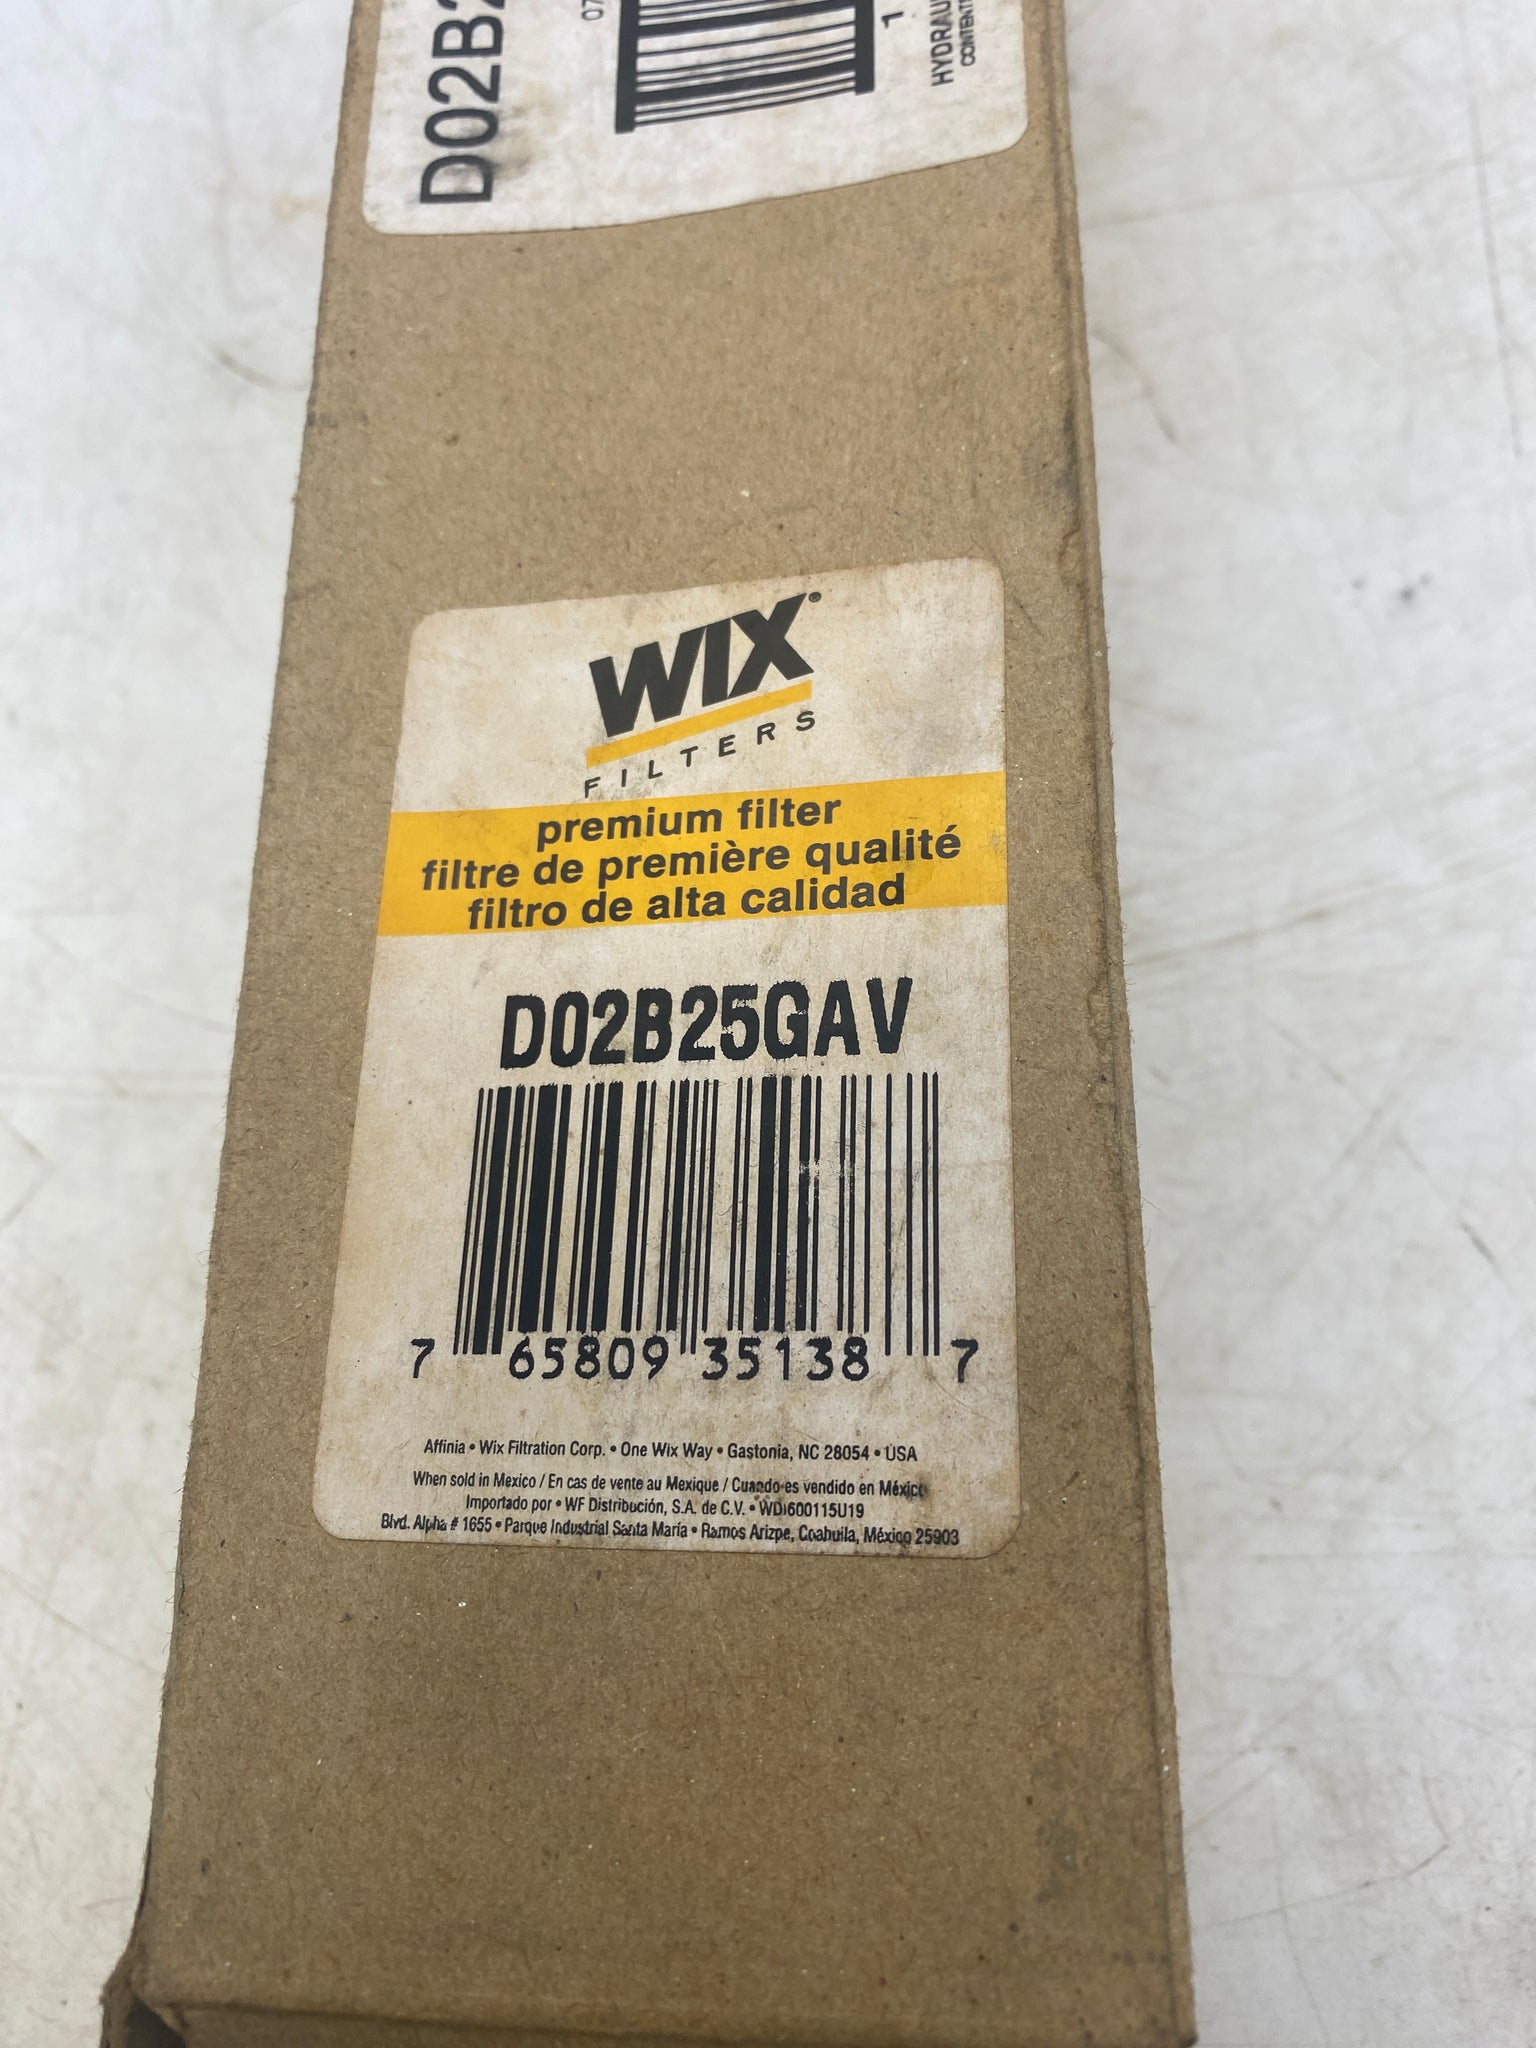 D02B2
07
1
HYDRAU
CONTENTS
WIX®
FILTERS
premium filter
filtre de première qualité
filtro de alta calidad
D02B25GAV
7 65809 35138 7
Affinia • Wix Filtration Corp. • One Wix Way • Gastonia, NC 28054 • USA
When sold in Mexico / En cas de vente au Mexique / Cuando es vendido en México
Importado por • WF Distribución, S.A. de C.V. • WDI600115U19
Blvd. Alpha # 1655 • Parque Industrial Santa María • Ramos Arizpe, Coahuila, México 25903